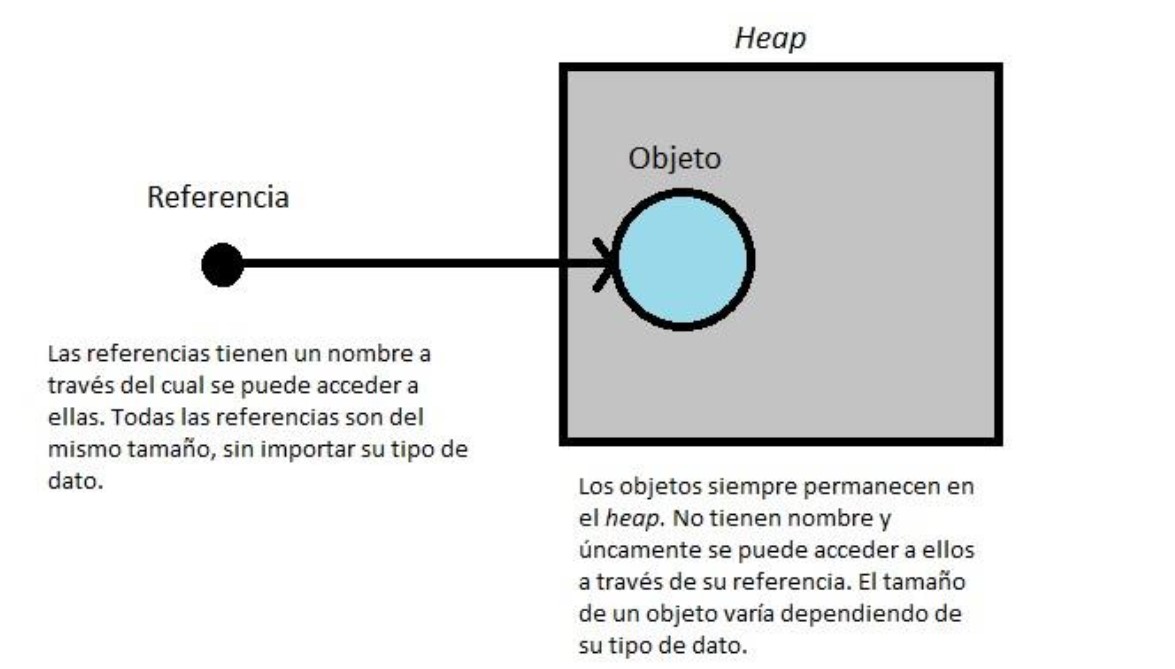 Heap
Objeto
Referencia
Las referencias tienen un nombre a
través del cual se puede acceder a
ellas. Todas las referencias son del
mismo tamaño, sin importar su tipo de
dato.
Los objetos siempre permanecen en
el heap. No tienen nombre y
úncamente se puede acceder a ellos
a través de su referencia. El tamaño
de un objeto varía dependiendo de
su tipo de dato.